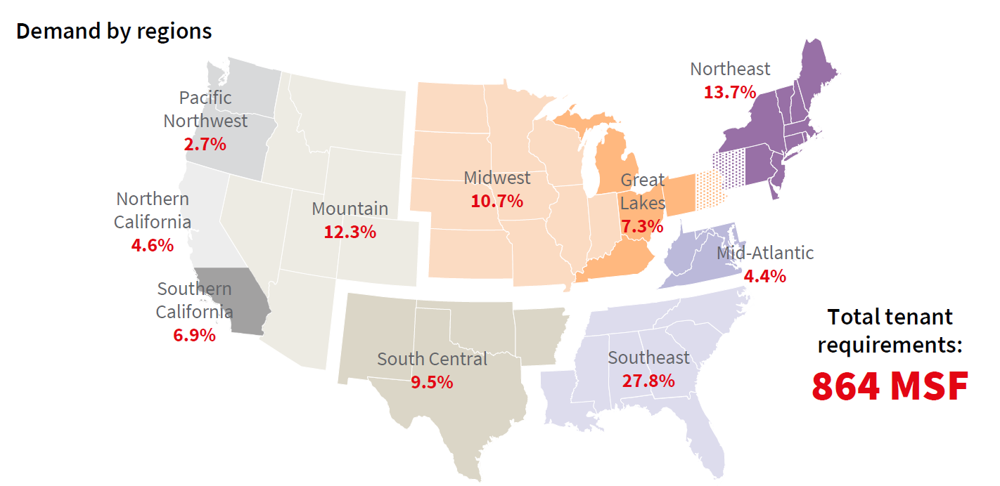 Demand by regions
Northeast
13.7%
Pacific
Northwest
2.7%
Midwest
10.7%
Great
Lakes
7.3%
Northern
California
4.6%
Mountain
12.3%
Mid-Atlantic
4.4%
Southern
California
6.9%
South Central
9.5%
Southeast
27.8%
Total tenant
requirements:
864 MSF